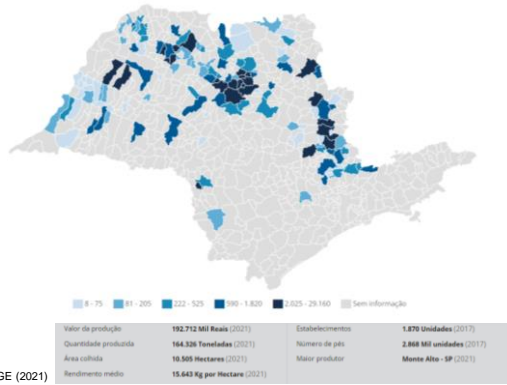 8 - 75 81 - 205 222 - 525 590 - 1.820 2.025 - 29.160 Sem informação
Valor da produção 192.712 Mil Reais (2021) Estabelecimentos 1.870 Unidades (2017)
Quantidade produzida 164.326 Toneladas (2021) Número de pés 2.868 Mil unidades (2017)
Área colhida 10.505 Hectares (2021) Maior produtor Monte Alto - SP (2021)
Rendimento médio 15.643 Kg por Hectare (2021)
GE (2021)